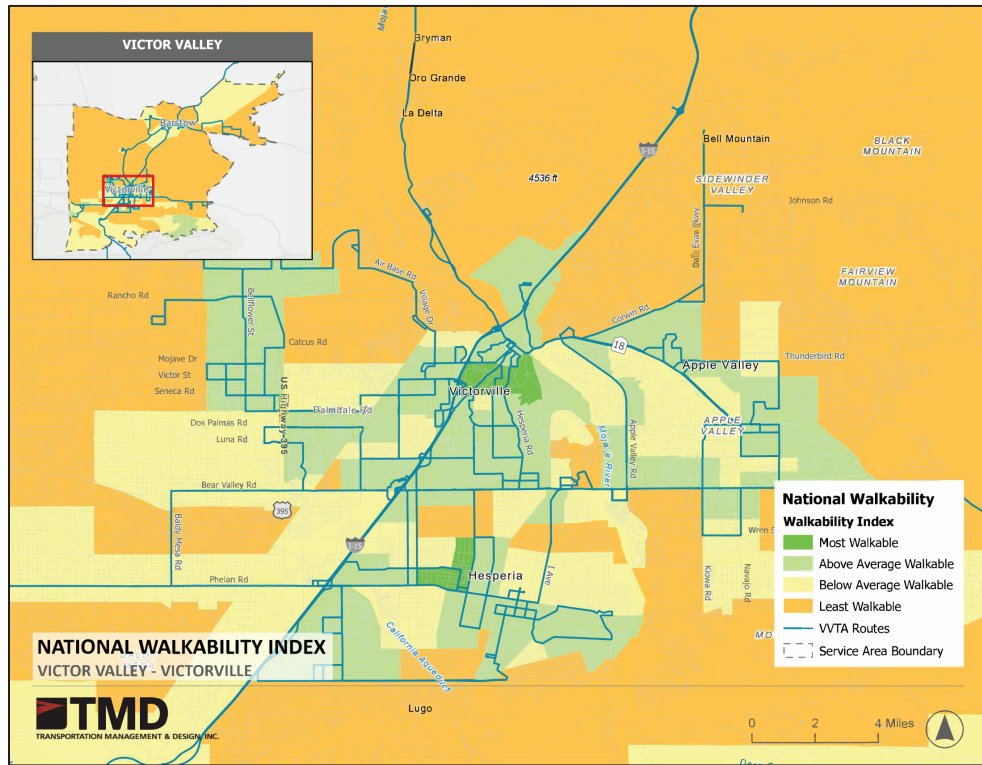 VICTOR VALLEY
Barstow
Victorville
Bryman
Oro Grande
La Delta
I-15
Bell Mountain
BLACK
MOUNTAIN
4536 ft
SIDEWINDER
VALLEY
Johnson Rd
FAIRVIEW
MOUNTAIN
Air Base Rd
Village Dr
Rancho Rd
Bellflower St
Corwin Rd
Catcus Rd
18
Mojave Dr
Victor St
Seneca Rd
Thunderbird Rd
Apple Valley
US Highway 395
Victorville
Palmdale Rd
Dos Palmas Rd
Luna Rd
Hesperia Rd
Mojave River
Apple Valley Rd
APPLE
VALLEY
Bear Valley Rd
395
Baldy Mesa Rd
I-15
Wren S
Phelan Rd
Hesperia
I Ave
Kiowa Rd
Navajo Rd
California Aqueduct
Lugo
National Walkability
Walkability Index
Most Walkable
Above Average Walkable
Below Average Walkable
Least Walkable
VVTA Routes
Service Area Boundary
NATIONAL WALKABILITY INDEX
VICTOR VALLEY - VICTORVILLE
TMD
TRANSPORTATION MANAGEMENT & DESIGN, INC.
0 2 4 Miles